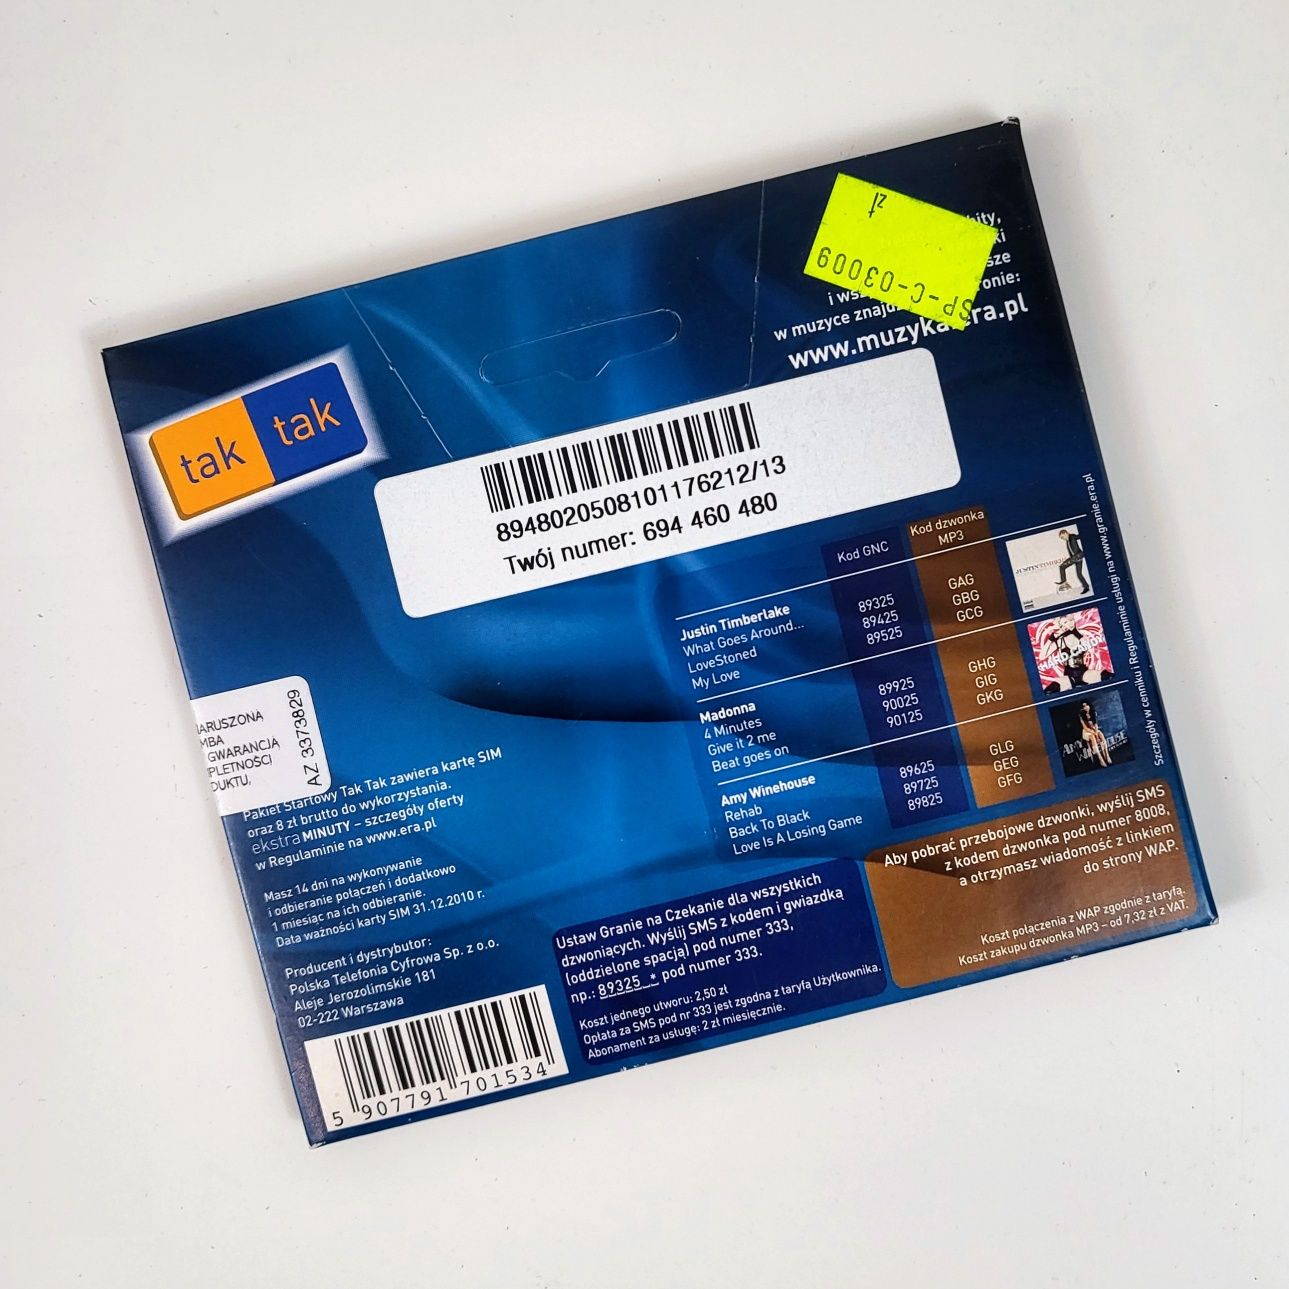 zł
SP-C-03009
w muzyce
www.muzyka.era.pl
tak tak
8948020508101176212/13
Twój numer: 694 460 480
Kod GNC
Kod dzwonka
MP3
Justin Timberlake
What Goes Around... 89325 GAG
LoveStoned 89425 GBG
My Love 89525 GCG
Madonna
4 Minutes 89925 GHG
Give it 2 me 90025 GIG
Beat goes on 90125 GKG
Amy Winehouse
Rehab 89625 GLG
Back To Black 89725 GEG
Love Is A Losing Game 89825 GFG
JUSTIN TIMBERLAKE
HARD CANDY
AMY WINEHOUSE
Szczegóły w cenniku i Regulaminie usługi na www.granie.era.pl
GWARANCJĄ
AZ 3373829
Pakiet Startowy Tak Tak zawiera kartę SIM
oraz 8 zł brutto do wykorzystania.
ekstra MINUTY – szczegóły oferty
w Regulaminie na www.era.pl
Masz 14 dni na wykonywanie
i odbieranie połączeń i dodatkowo
1 miesiąc na ich odbieranie.
Data ważności karty SIM 31.12.2010 r.
Producent i dystrybutor:
Polska Telefonia Cyfrowa Sp. z o.o.
Aleje Jerozolimskie 181
02-222 Warszawa
5 907791 701534
Ustaw Granie na Czekanie dla wszystkich
dzwoniących. Wyślij SMS z kodem i gwiazdką
(oddzielone spacją) pod numer 333,
np.: 89325_* pod numer 333.
Koszt jednego utworu: 2,50 zł
Opłata za SMS pod nr 333 jest zgodna z taryfą Użytkownika.
Abonament za usługę: 2 zł miesięcznie.
Aby pobrać przebojowe dzwonki, wyślij SMS
z kodem dzwonka pod numer 8008,
a otrzymasz wiadomość z linkiem
do strony WAP.
Koszt połączenia z WAP zgodnie z taryfą.
Koszt zakupu dzwonka MP3 – od 7,32 zł z VAT.